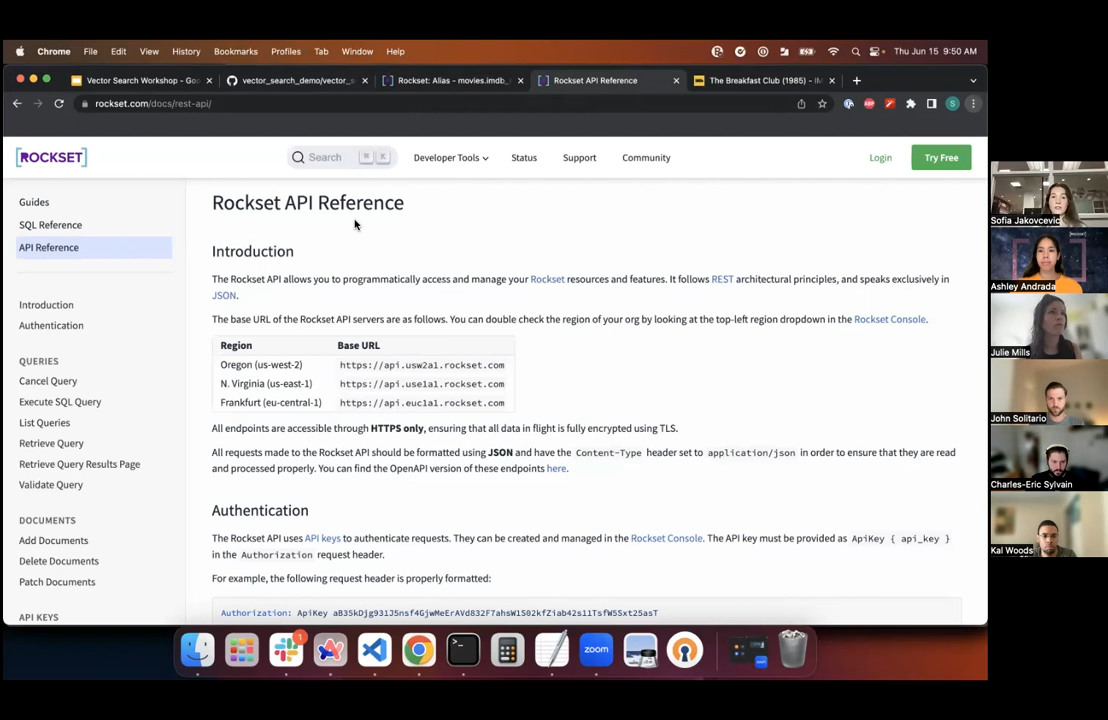 Chrome File Edit View History Bookmarks Profiles Tab Window Help Thu Jun 15 9:50 AM
Vector Search Workshop - Goo vector_search_demo/vector_s Rockset: Alias - movies.imdb_ Rockset API Reference The Breakfast Club (1985) - IM
rockset.com/docs/rest-api/
[ROCKSET] Search ⌘ K Developer Tools Status Support Community Login Try Free
Guides
SQL Reference
API Reference
Introduction
Authentication
QUERIES
Cancel Query
Execute SQL Query
List Queries
Retrieve Query
Retrieve Query Results Page
Validate Query
DOCUMENTS
Add Documents
Delete Documents
Patch Documents
API KEYS
Rockset API Reference
Introduction
The Rockset API allows you to programmatically access and manage your Rockset resources and features. It follows REST architectural principles, and speaks exclusively in
JSON.
The base URL of the Rockset API servers are as follows. You can double check the region of your org by looking at the top-left region dropdown in the Rockset Console.
Region Base URL
Oregon (us-west-2) https://api.usw2a1.rockset.com
N. Virginia (us-east-1) https://api.use1a1.rockset.com
Frankfurt (eu-central-1) https://api.euc1a1.rockset.com
All endpoints are accessible through HTTPS only, ensuring that all data in flight is fully encrypted using TLS.
All requests made to the Rockset API should be formatted using JSON and have the Content-Type header set to application/json in order to ensure that they are read
and processed properly. You can find the OpenAPI version of these endpoints here.
Authentication
The Rockset API uses API keys to authenticate requests. They can be created and managed in the Rockset Console. The API key must be provided as ApiKey { api_key }
in the Authorization request header.
For example, the following request header is properly formatted:
Authorization: ApiKey aB35kDjg931J5nsf4GjwMeErAVd832F7ahsW1S02kfZiab42s11TsfW5Sxt25asT
Sofia Jakovcevic
Ashley Andrada
Julie Mills
John Solitario
Charles-Eric Sylvain
Kal Woods
1
zoom